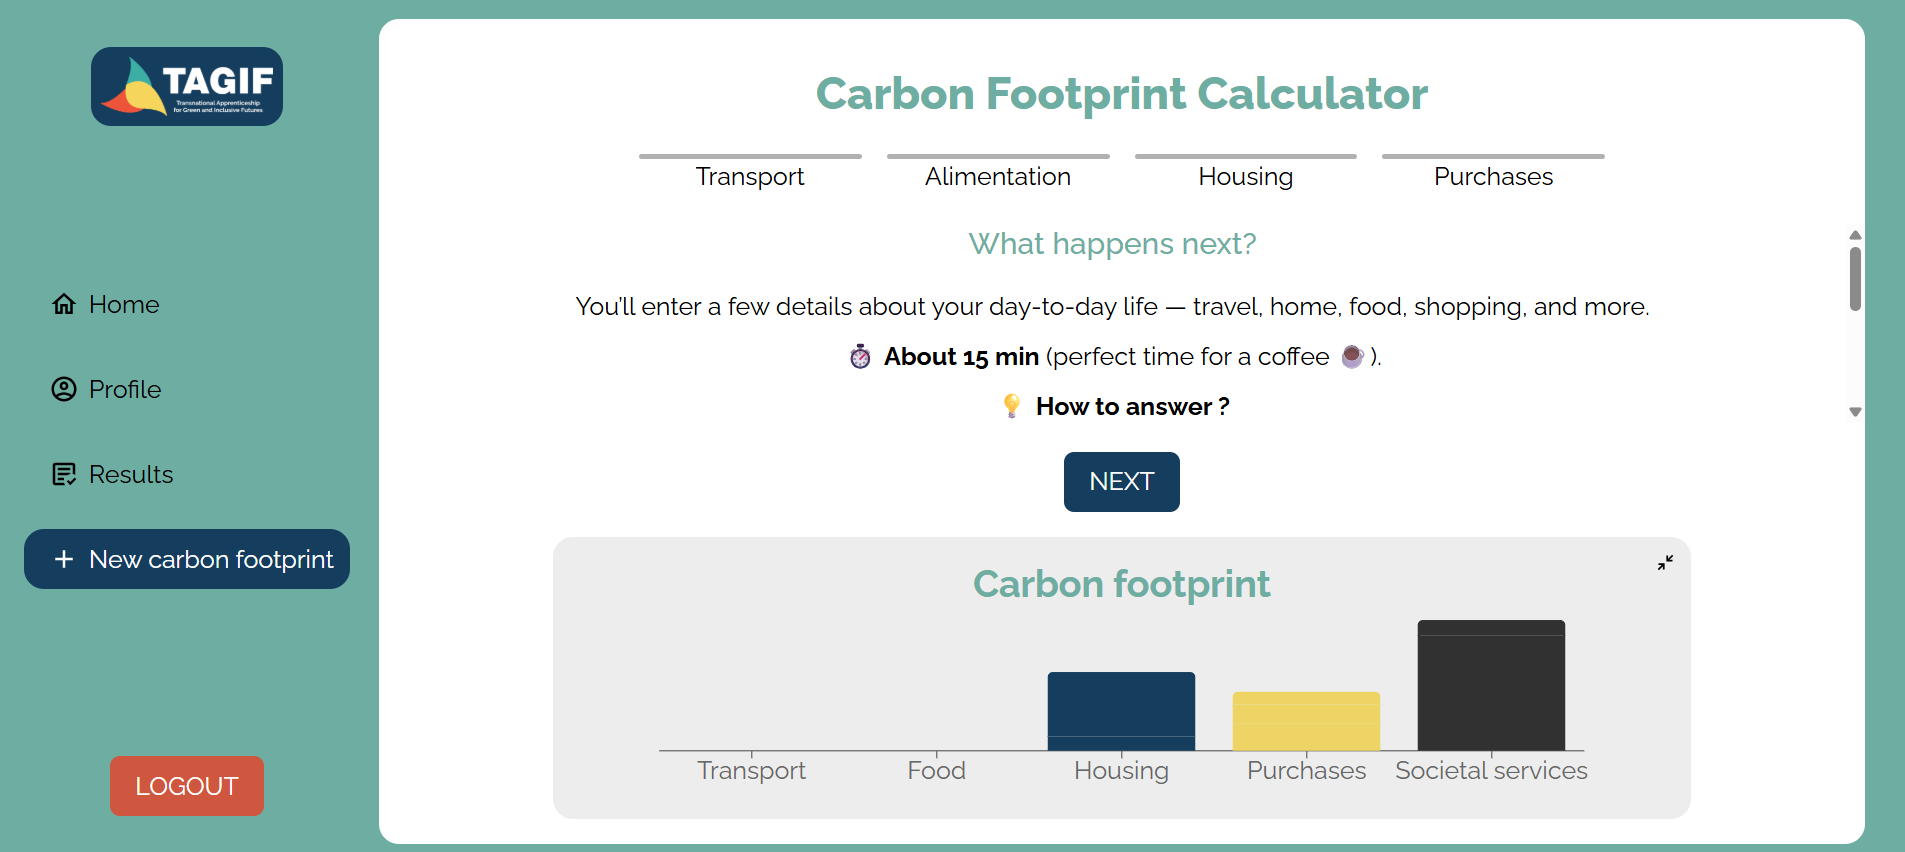 TAGIF
Transnational Apprenticeship
for Green and Inclusive Futures
Home
Profile
Results
New carbon footprint
LOGOUT
Carbon Footprint Calculator
Transport
Alimentation
Housing
Purchases
What happens next?
You'll enter a few details about your day-to-day life — travel, home, food, shopping, and more.
About 15 min (perfect time for a coffee ).
How to answer ?
NEXT
Carbon footprint
Transport
Food
Housing
Purchases
Societal services